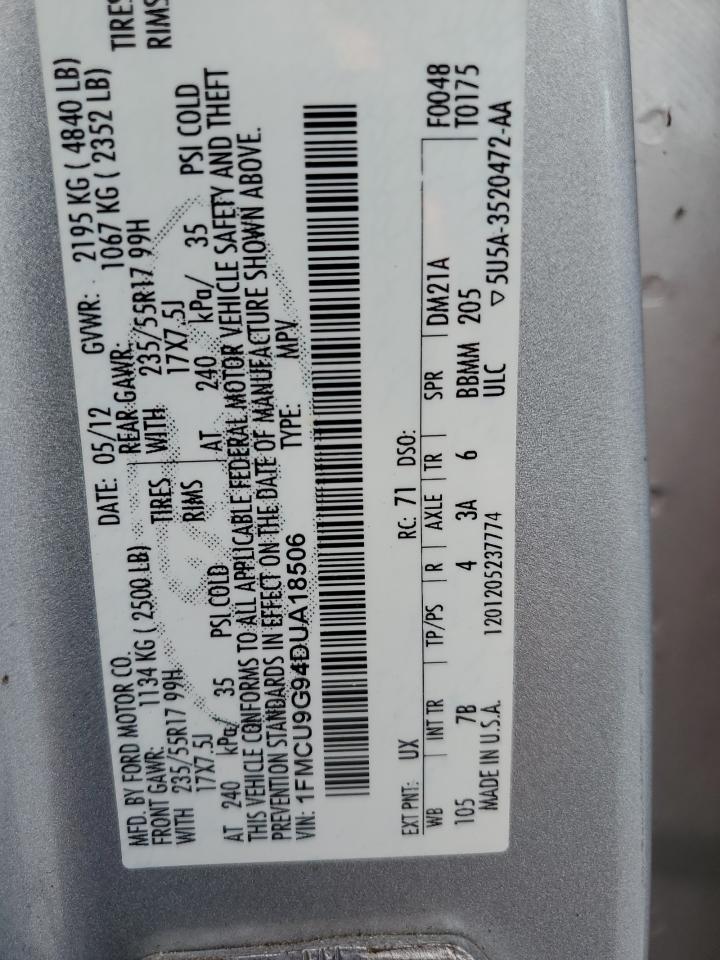 MFD. BY FORD MOTOR CO. DATE: 05/12 GVWR: 2195 KG ( 4840 LB)
FRONT GAWR: 1134 KG ( 2500 LB) REAR GAWR: 1067 KG ( 2352 LB)
WITH 235/55R17 99H TIRES WITH 235/55R17 99H TIRES
17X7.5J RIMS 17X7.5J RIMS
AT 240 kPa/ 35 PSI COLD AT 240 kPa/ 35 PSI COLD
THIS VEHICLE CONFORMS TO ALL APPLICABLE FEDERAL MOTOR VEHICLE SAFETY AND THEFT
PREVENTION STANDARDS IN EFFECT ON THE DATE OF MANUFACTURE SHOWN ABOVE.
VIN: 1FMCU9G94DUA18506 TYPE: MPV
EXT PNT: UX RC: 71 DSO: F0048
WB INT TR TP/PS R AXLE TR SPR DM21A T0175
105 7B 4 3A 6 BBMM 205
MADE IN U.S.A. 1201205237774 ULC ▽ 5U5A-3520472-AA